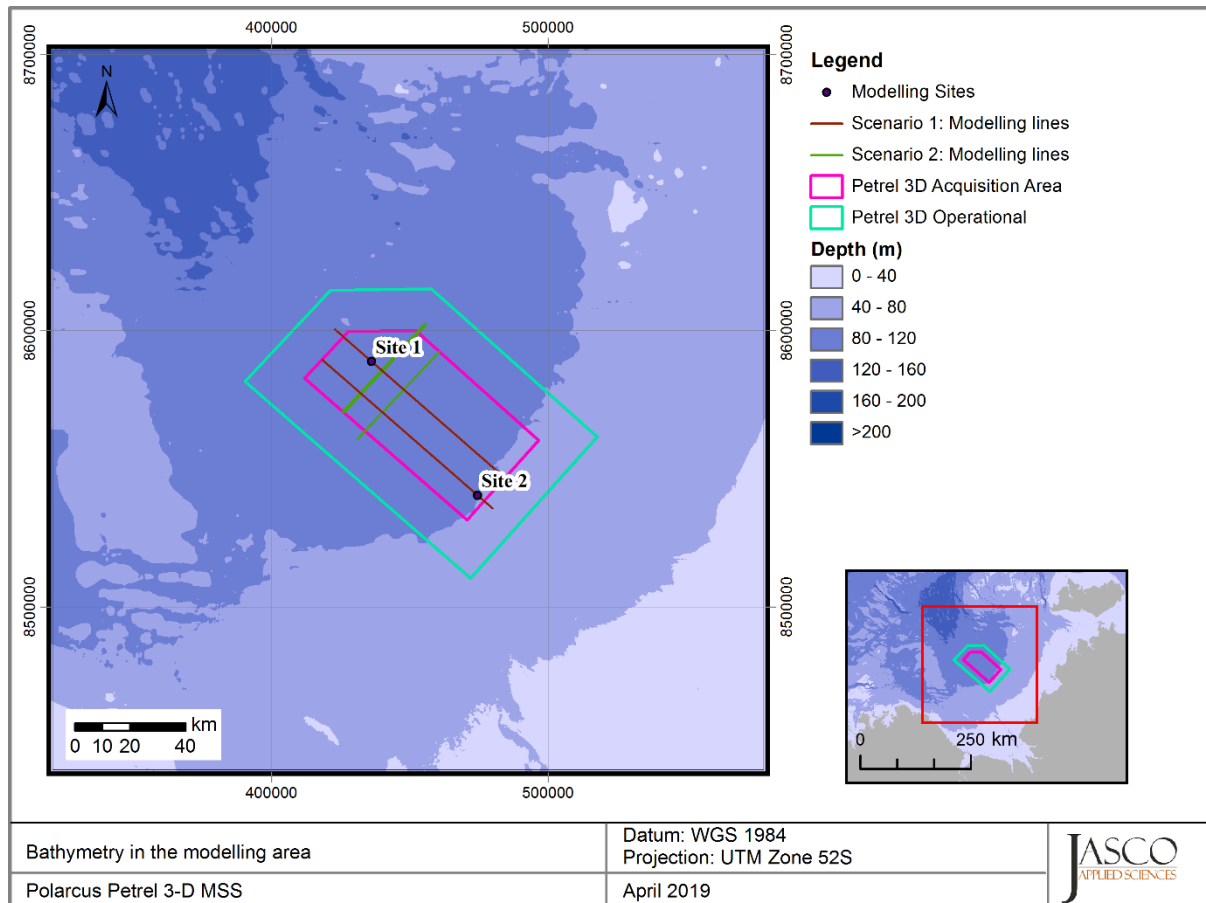 400000
500000
8700000
8700000
N
8600000
8600000
Site 1
Site 2
8500000
8500000
km
0 10 20 40
400000
500000
Legend
Modelling Sites
Scenario 1: Modelling lines
Scenario 2: Modelling lines
Petrel 3D Acquisition Area
Petrel 3D Operational
Depth (m)
0 - 40
40 - 80
80 - 120
120 - 160
160 - 200
>200
0 250 km
Bathymetry in the modelling area
Polarcus Petrel 3-D MSS
Datum: WGS 1984
Projection: UTM Zone 52S
April 2019
JASCO
APPLIED SCIENCES